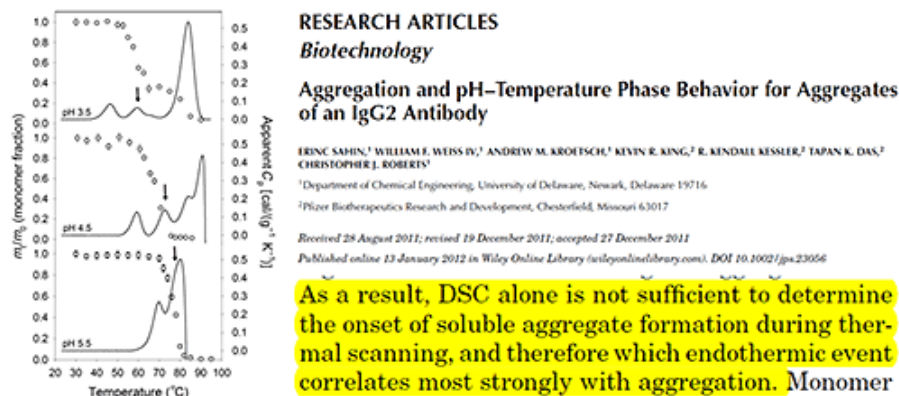 1.0
0.8
0.6
0.4
0.2
pH 3.5
0.0
1.0
0.8
0.6
0.4
0.2
pH 4.5
0.0
1.0
0.8
0.6
0.4
0.2
pH 5.5
0.0
0.5
0.4
0.3
0.2
0.1
0.0
0.5
0.4
0.3
0.2
0.1
0.0
0.5
0.4
0.3
0.2
0.1
0.0
20 30 40 50 60 70 80 90 100
Temperature (°C)
mₜ/m₀ (monomer fraction)
Apparent Cₚ [cal/(g⁻¹ K⁻¹)]
RESEARCH ARTICLES
Biotechnology
Aggregation and pH–Temperature Phase Behavior for Aggregates
of an IgG2 Antibody
ERINC SAHIN,¹ WILLIAM F. WEISS IV,¹ ANDREW M. KROETSCH,¹ KEVIN R. KING,² R. KENDALL KESSLER,² TAPAN K. DAS,²
CHRISTOPHER J. ROBERTS¹
¹Department of Chemical Engineering, University of Delaware, Newark, Delaware 19716
²Pfizer Biotherapeutics Research and Development, Chesterfield, Missouri 63017
Received 28 August 2011; revised 19 December 2011; accepted 27 December 2011
Published online 13 January 2012 in Wiley Online Library (wileyonlinelibrary.com). DOI 10.1002/jps.23056
As a result, DSC alone is not sufficient to determine
the onset of soluble aggregate formation during ther-
mal scanning, and therefore which endothermic event
correlates most strongly with aggregation. Monomer